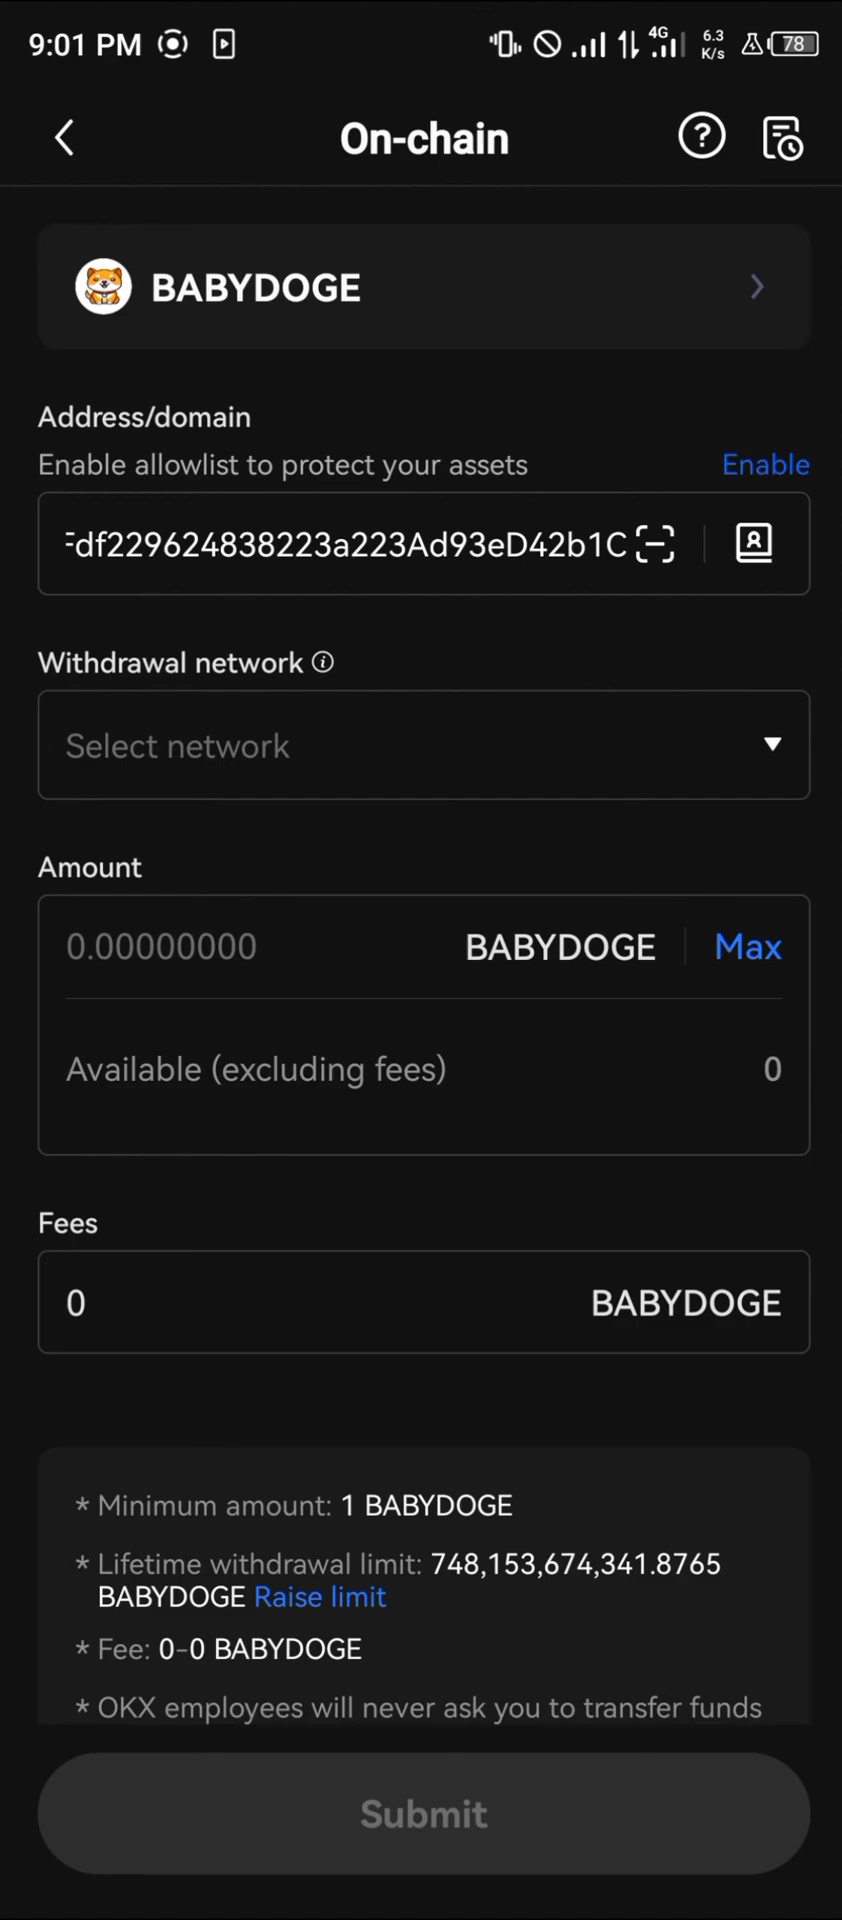 9:01 PM
4G
6.3
K/s
78
On-chain
BABYDOGE
Address/domain
Enable allowlist to protect your assets Enable
df229624838223a223Ad93eD42b1C
Withdrawal network
Select network
Amount
0.00000000 BABYDOGE Max
Available (excluding fees) 0
Fees
0 BABYDOGE
* Minimum amount: 1 BABYDOGE
* Lifetime withdrawal limit: 748,153,674,341.8765
BABYDOGE Raise limit
* Fee: 0-0 BABYDOGE
* OKX employees will never ask you to transfer funds
Submit